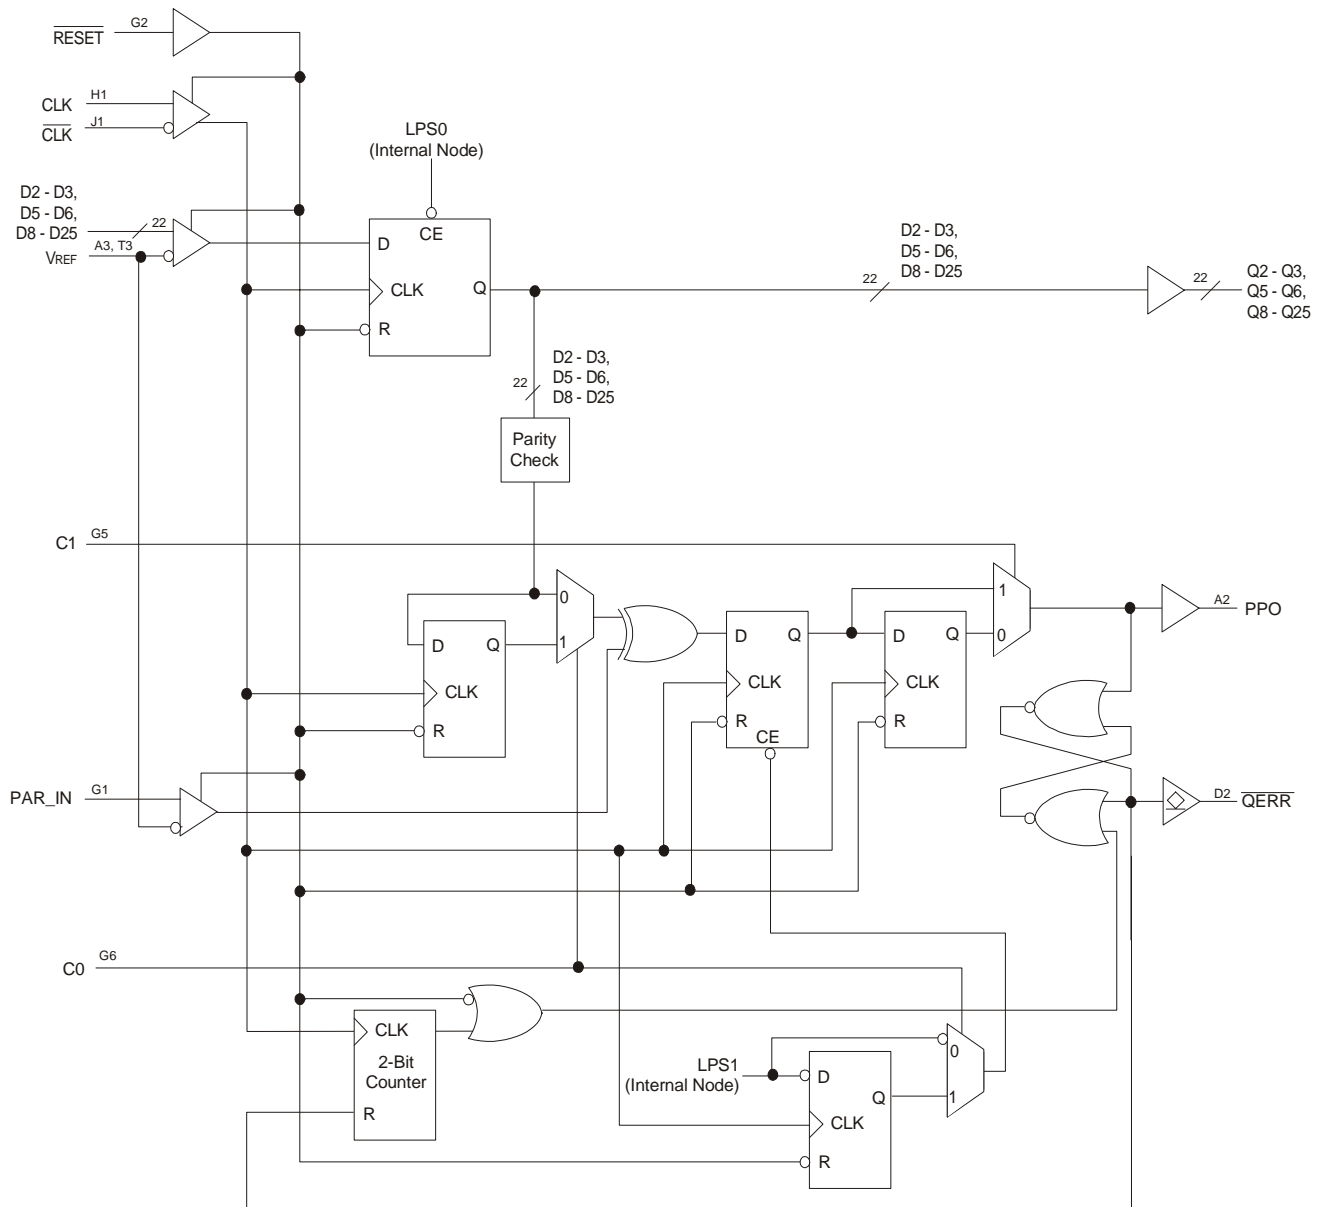 RESET
G2
CLK
H1
CLK
J1
LPS0
(Internal Node)
D2 - D3,
D5 - D6,
D8 - D25
22
VREF
A3, T3
D
CE
CLK
Q
R
D2 - D3,
D5 - D6,
D8 - D25
22
22
Q2 - Q3,
Q5 - Q6,
Q8 - Q25
D2 - D3,
D5 - D6,
D8 - D25
22
Parity
Check
C1
G5
0
1
D
Q
CLK
R
D
Q
CLK
R
CE
D
Q
CLK
R
1
0
A2
PPO
PAR_IN
G1
D2
QERR
C0
G6
CLK
2-Bit
Counter
R
LPS1
(Internal Node)
D
Q
CLK
R
0
1